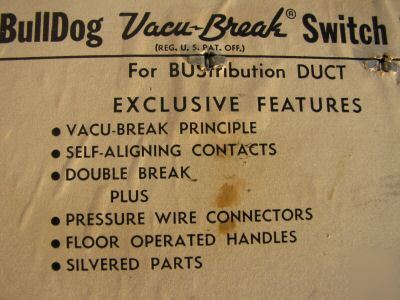 BullDog Vacu-Break® Switch
(REG. U. S. PAT. OFF.)
For BUStribution DUCT
EXCLUSIVE FEATURES
● VACU-BREAK PRINCIPLE
● SELF-ALIGNING CONTACTS
● DOUBLE BREAK
PLUS
● PRESSURE WIRE CONNECTORS
● FLOOR OPERATED HANDLES
● SILVERED PARTS